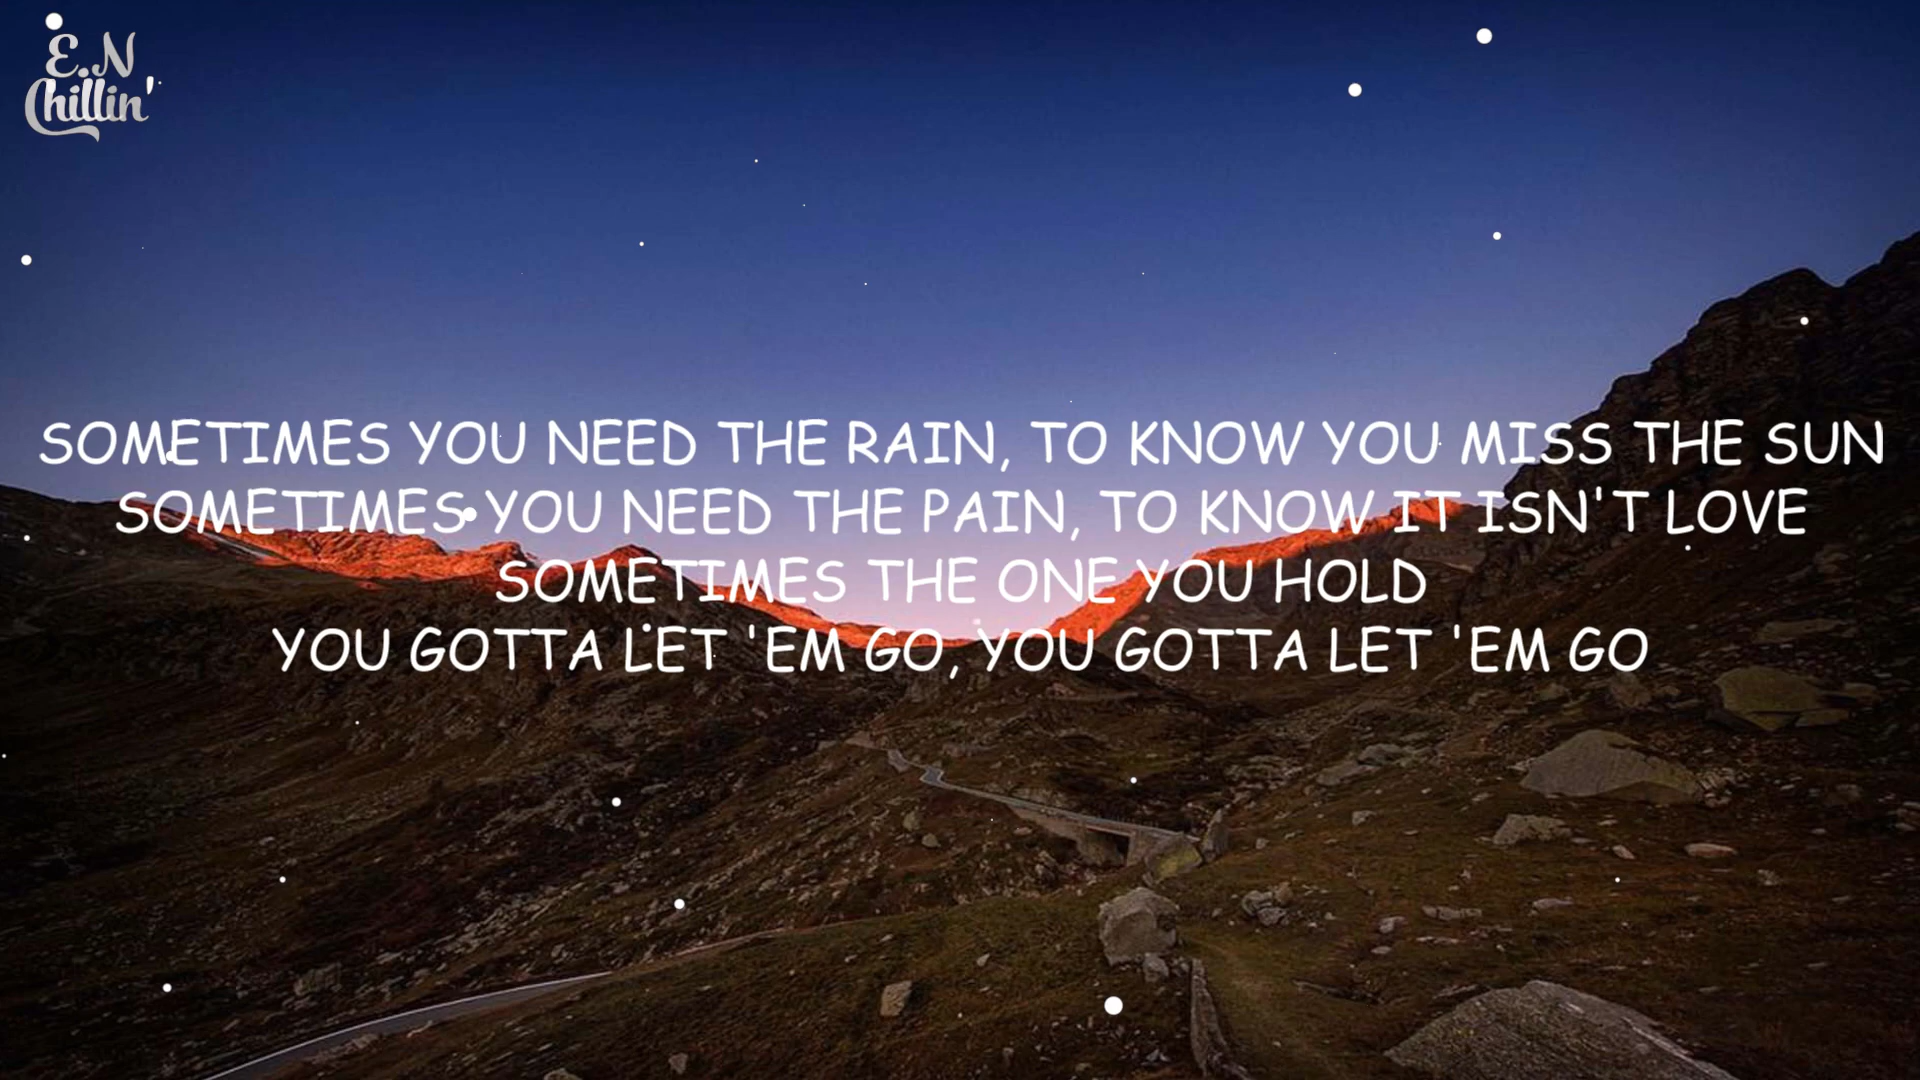 E.N
Chillin'
SOMETIMES YOU NEED THE RAIN, TO KNOW YOU MISS THE SUN
SOMETIMES YOU NEED THE PAIN, TO KNOW IT ISN'T LOVE
SOMETIMES THE ONE YOU HOLD
YOU GOTTA LET 'EM GO, YOU GOTTA LET 'EM GO